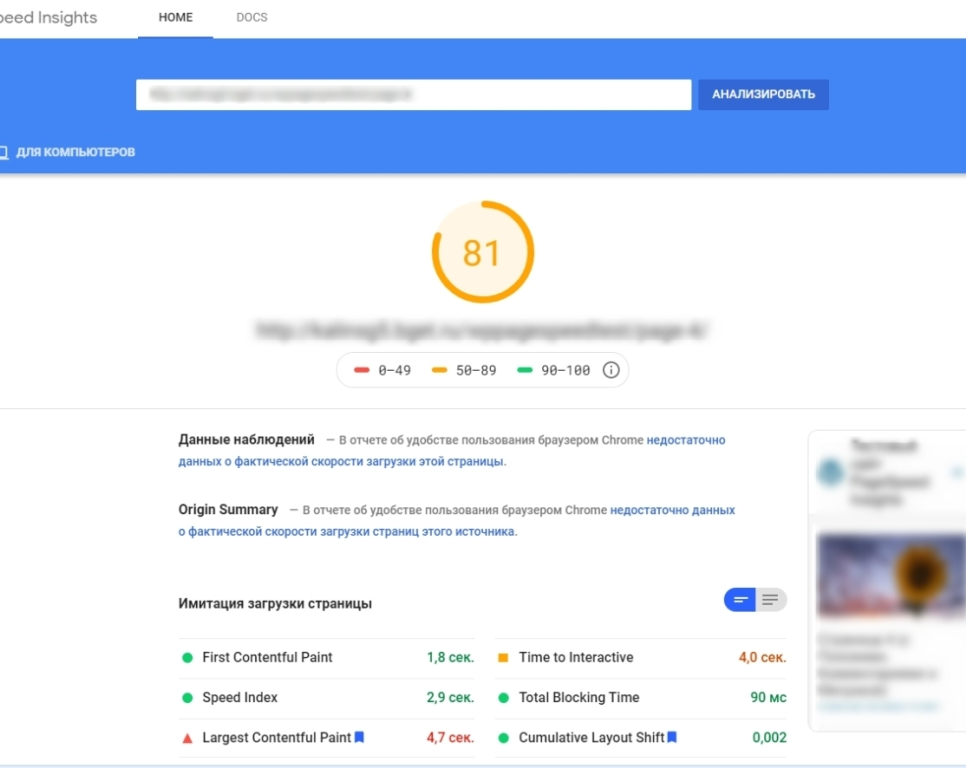 peed Insights
HOME
DOCS
АНАЛИЗИРОВАТЬ
ДЛЯ КОМПЬЮТЕРОВ
81
0–49
50–89
90–100
Данные наблюдений — В отчете об удобстве пользования браузером Chrome недостаточно
данных о фактической скорости загрузки этой страницы.
Origin Summary — В отчете об удобстве пользования браузером Chrome недостаточно данных
о фактической скорости загрузки страниц этого источника.
Имитация загрузки страницы
First Contentful Paint 1,8 сек.
Time to Interactive 4,0 сек.
Speed Index 2,9 сек.
Total Blocking Time 90 мс
Largest Contentful Paint 4,7 сек.
Cumulative Layout Shift 0,002